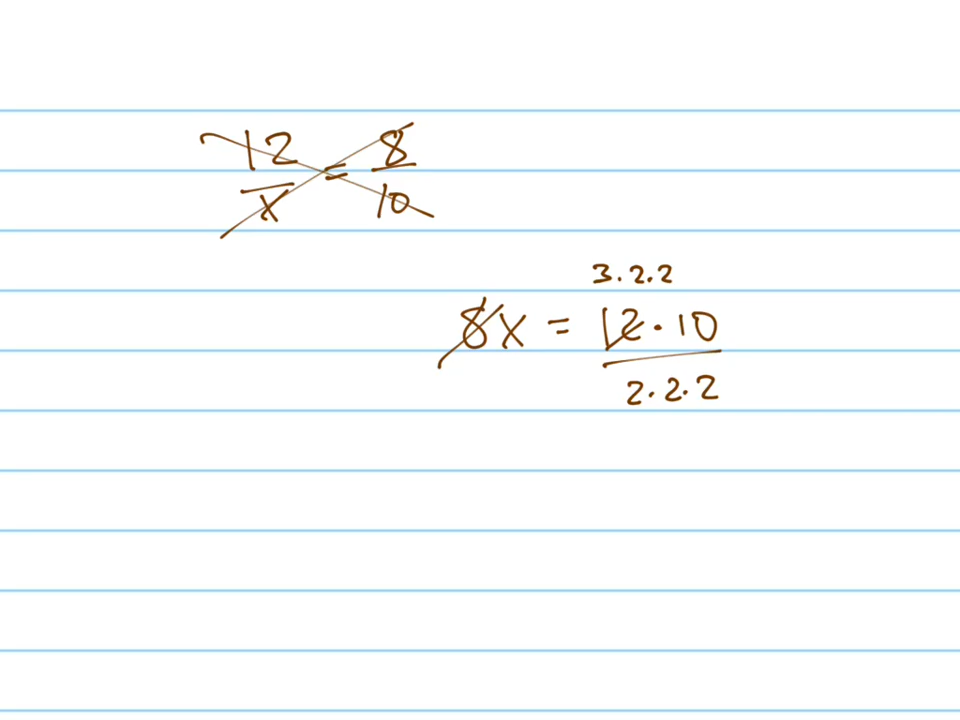 12/x = 8/10
3.2.2
8x = 12 · 10
2.2.2